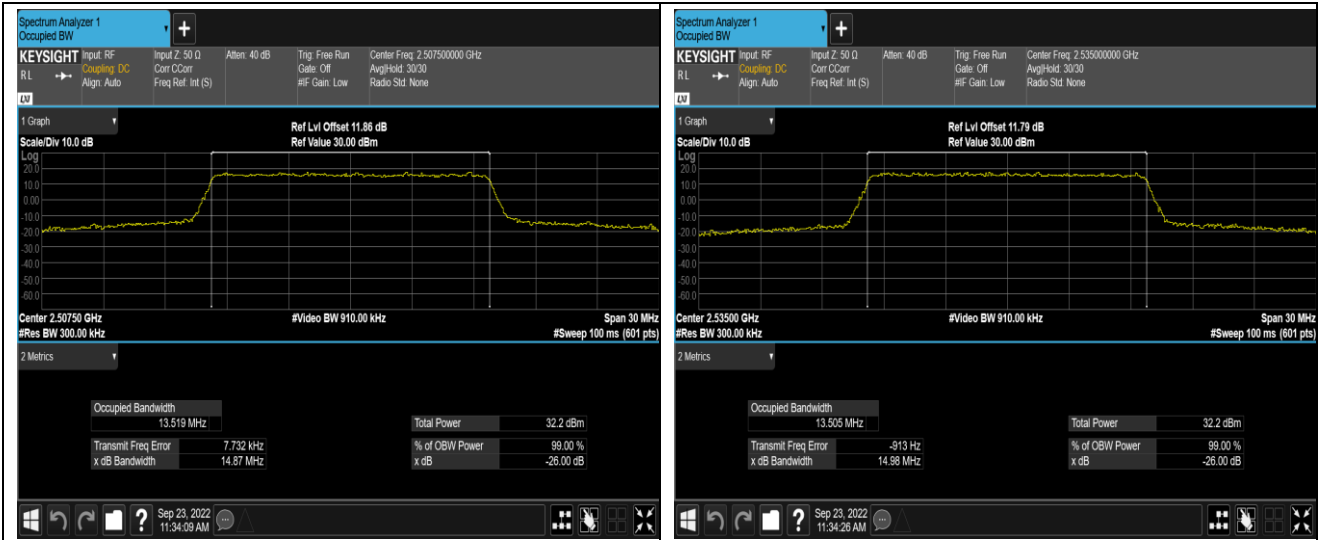 Spectrum Analyzer 1
Occupied BW
+
KEYSIGHT Input: RF Input Z: 50 Ω Atten: 40 dB Trig: Free Run Center Freq: 2.507500000 GHz
RL Coupling: DC Corr CCorr Gate: Off Avg|Hold: 30/30
Align: Auto Freq Ref: Int (S) #IF Gain: Low Radio Std: None
LXI
1 Graph
Ref Lvl Offset 11.86 dB
Scale/Div 10.0 dB Ref Value 30.00 dBm
Log
20.0
10.0
0.00
-10.0
-20.0
-30.0
-40.0
-50.0
-60.0
Center 2.50750 GHz #Video BW 910.00 kHz Span 30 MHz
#Res BW 300.00 kHz #Sweep 100 ms (601 pts)
2 Metrics
Occupied Bandwidth
13.519 MHz Total Power 32.2 dBm
Transmit Freq Error 7.732 kHz % of OBW Power 99.00 %
x dB Bandwidth 14.87 MHz x dB -26.00 dB
? Sep 23, 2022
11:34:09 AM
Spectrum Analyzer 1
Occupied BW
+
KEYSIGHT Input: RF Input Z: 50 Ω Atten: 40 dB Trig: Free Run Center Freq: 2.535000000 GHz
RL Coupling: DC Corr CCorr Gate: Off Avg|Hold: 30/30
Align: Auto Freq Ref: Int (S) #IF Gain: Low Radio Std: None
LXI
1 Graph
Ref Lvl Offset 11.79 dB
Scale/Div 10.0 dB Ref Value 30.00 dBm
Log
20.0
10.0
0.00
-10.0
-20.0
-30.0
-40.0
-50.0
-60.0
Center 2.53500 GHz #Video BW 910.00 kHz Span 30 MHz
#Res BW 300.00 kHz #Sweep 100 ms (601 pts)
2 Metrics
Occupied Bandwidth
13.505 MHz Total Power 32.2 dBm
Transmit Freq Error -913 Hz % of OBW Power 99.00 %
x dB Bandwidth 14.98 MHz x dB -26.00 dB
? Sep 23, 2022
11:34:26 AM